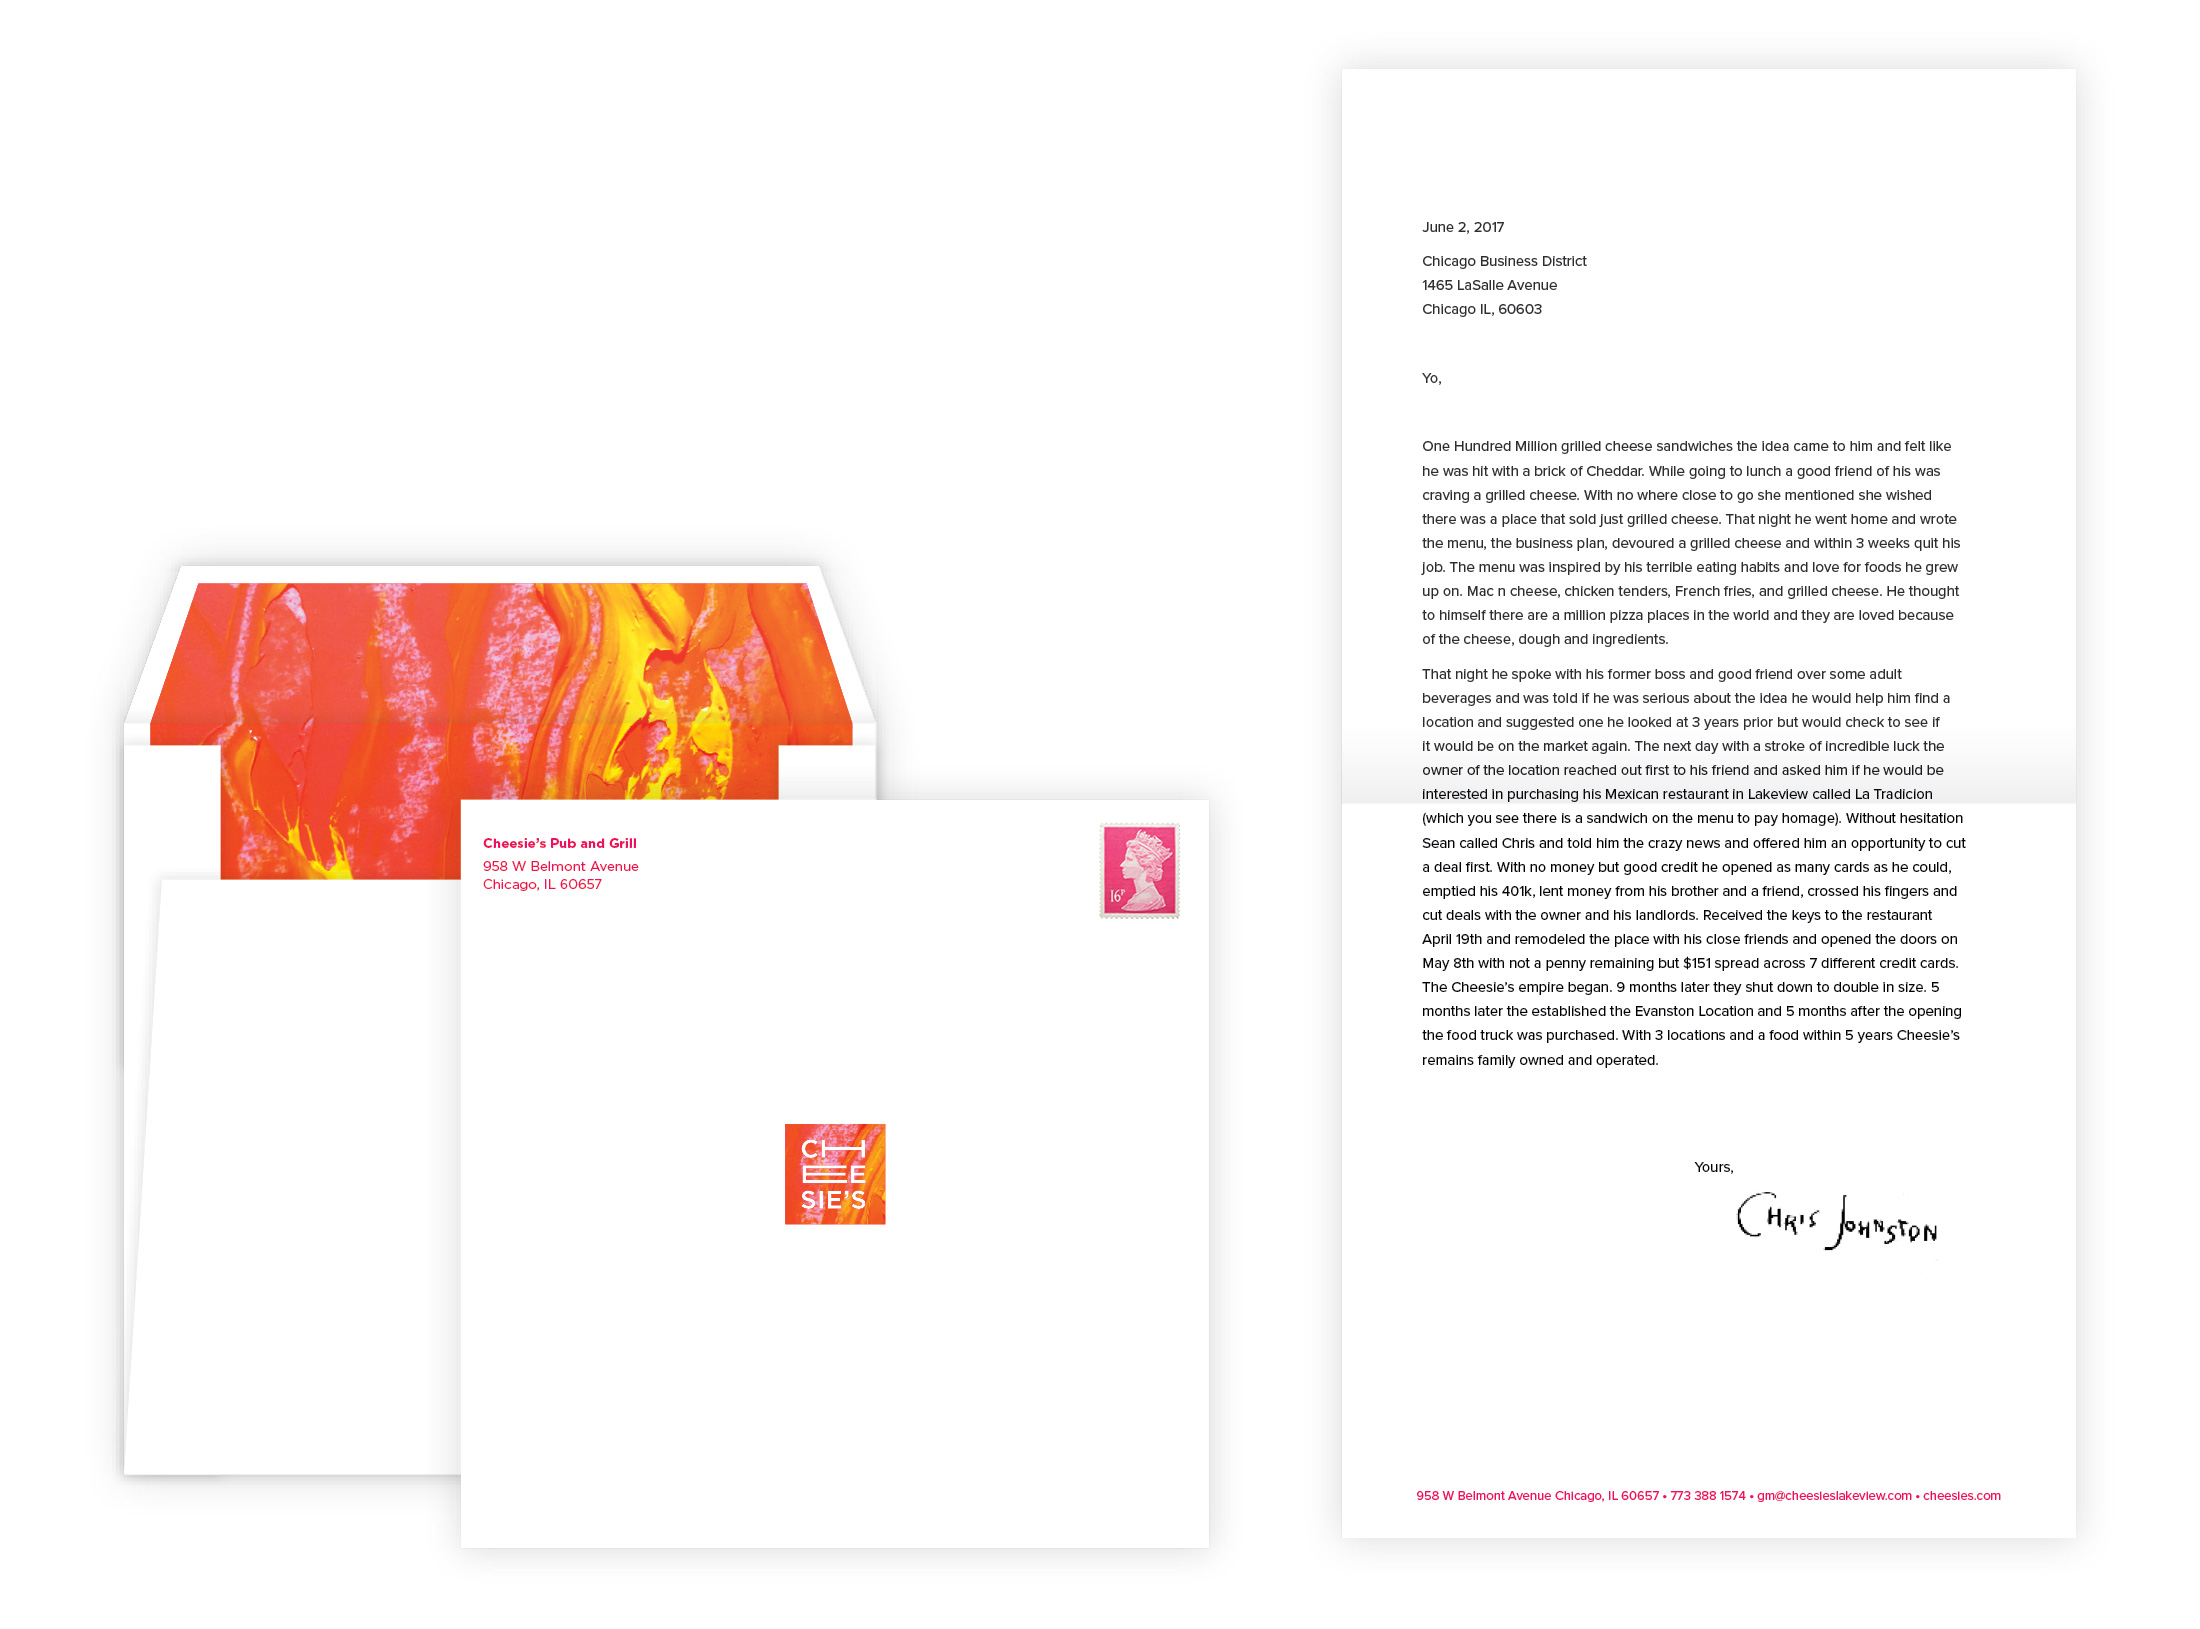 Cheesie's Pub and Grill
958 W Belmont Avenue
Chicago, IL 60657
16P
CH
EE
SIE'S
June 2, 2017
Chicago Business District
1465 LaSalle Avenue
Chicago IL, 60603
Yo,
One Hundred Million grilled cheese sandwiches the idea came to him and felt like
he was hit with a brick of Cheddar. While going to lunch a good friend of his was
craving a grilled cheese. With no where close to go she mentioned she wished
there was a place that sold just grilled cheese. That night he went home and wrote
the menu, the business plan, devoured a grilled cheese and within 3 weeks quit his
job. The menu was inspired by his terrible eating habits and love for foods he grew
up on. Mac n cheese, chicken tenders, French fries, and grilled cheese. He thought
to himself there are a million pizza places in the world and they are loved because
of the cheese, dough and ingredients.
That night he spoke with his former boss and good friend over some adult
beverages and was told if he was serious about the idea he would help him find a
location and suggested one he looked at 3 years prior but would check to see if
it would be on the market again. The next day with a stroke of incredible luck the
owner of the location reached out first to his friend and asked him if he would be
interested in purchasing his Mexican restaurant in Lakeview called La Tradicion
(which you see there is a sandwich on the menu to pay homage). Without hesitation
Sean called Chris and told him the crazy news and offered him an opportunity to cut
a deal first. With no money but good credit he opened as many cards as he could,
emptied his 401k, lent money from his brother and a friend, crossed his fingers and
cut deals with the owner and his landlords. Received the keys to the restaurant
April 19th and remodeled the place with his close friends and opened the doors on
May 8th with not a penny remaining but $151 spread across 7 different credit cards.
The Cheesie's empire began. 9 months later they shut down to double in size. 5
months later the established the Evanston Location and 5 months after the opening
the food truck was purchased. With 3 locations and a food within 5 years Cheesie's
remains family owned and operated.
Yours,
CHRIS JOHNSTON
958 W Belmont Avenue Chicago, IL 60657 • 773 388 1574 • gm@cheesieslakeview.com • cheesies.com